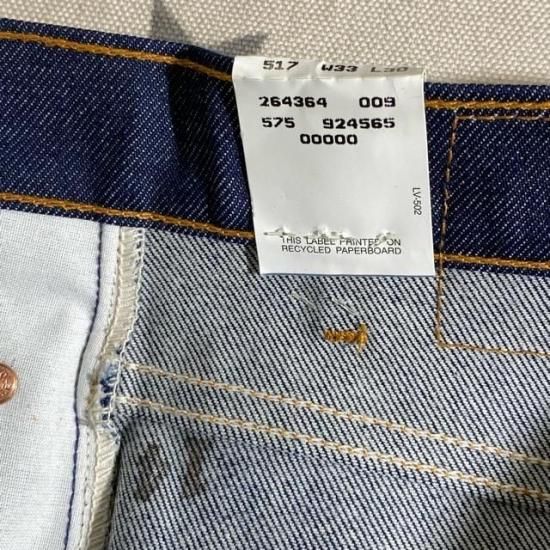 517 W33 L30
264364 009
575 924565
00000
LV-502
THIS LABEL PRINTED ON
RECYCLED PAPERBOARD